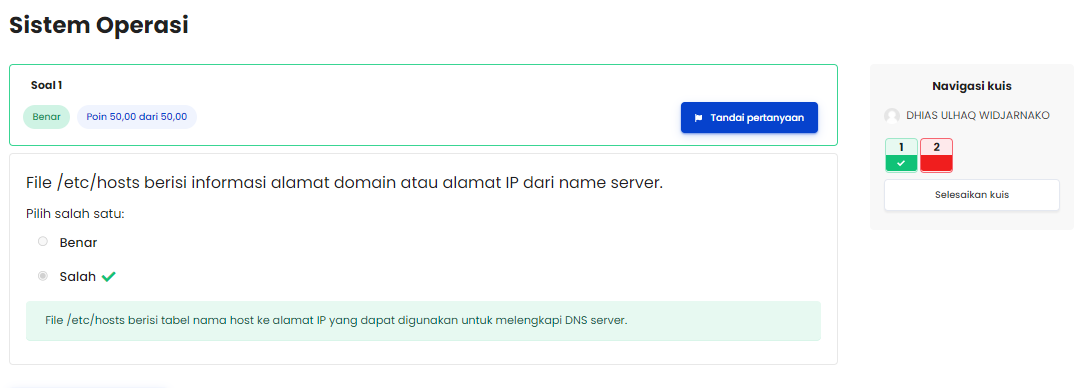 Sistem Operasi
Soal 1
Benar
Poin 50,00 dari 50,00
Tandai pertanyaan
File /etc/hosts berisi informasi alamat domain atau alamat IP dari name server.
Pilih salah satu:
Benar
Salah
File /etc/hosts berisi tabel nama host ke alamat IP yang dapat digunakan untuk melengkapi DNS server.
Navigasi kuis
DHIAS ULHAQ WIDJARNAKO
1
2
Selesaikan kuis